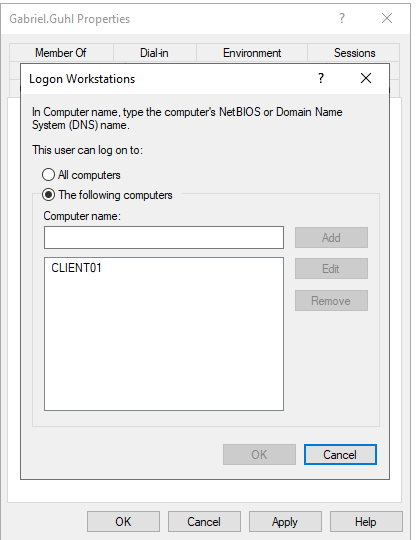 Gabriel.Guhl Properties
?
Member Of Dial-in Environment Sessions
Logon Workstations
?
In Computer name, type the computer's NetBIOS or Domain Name
System (DNS) name.
This user can log on to:
All computers
The following computers
Computer name:
Add
CLIENT01
Edit
Remove
OK Cancel
OK Cancel Apply Help